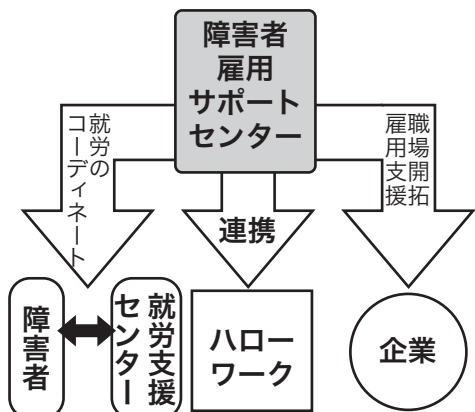 障害者
雇用
サポート
センター
就労の
コーディネート
連携
職場開拓
雇用支援
障害者
就労支援
センター
ハロー
ワーク
企業